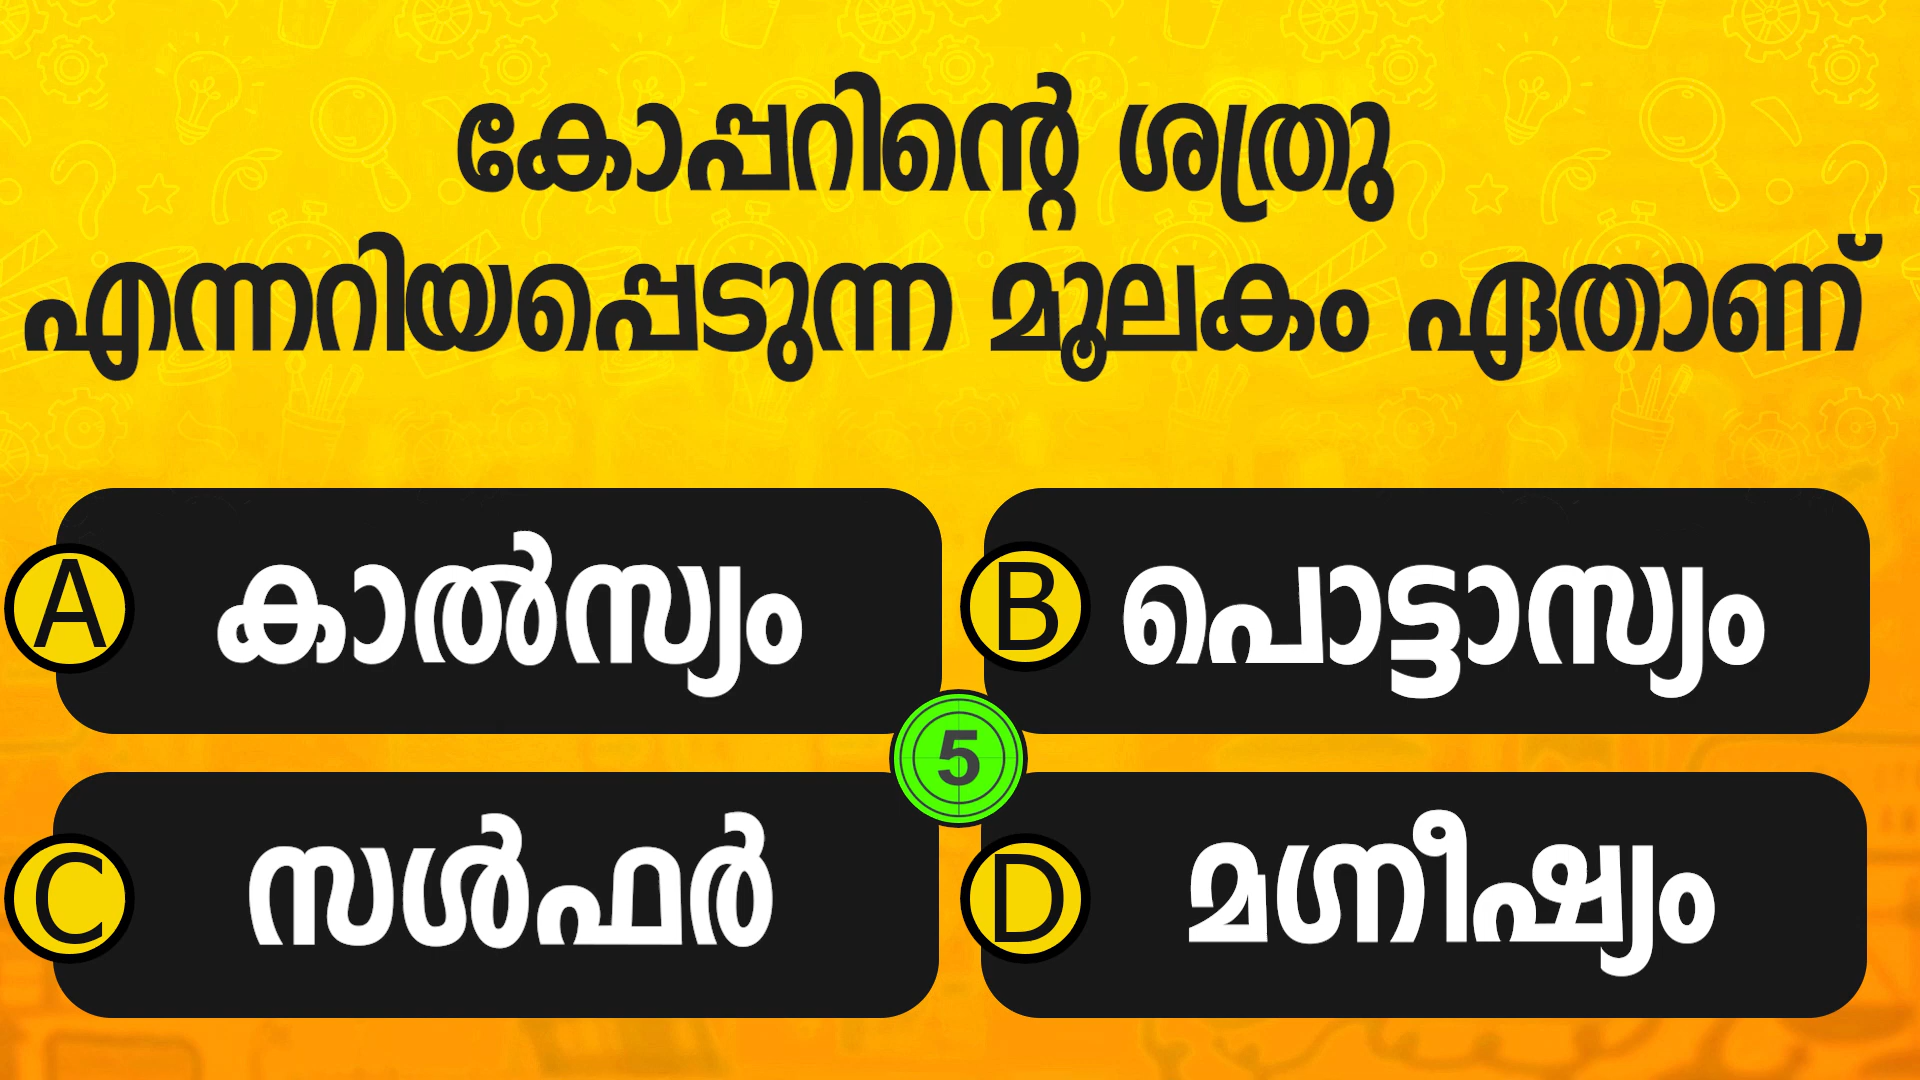 കോപ്പറിന്റെ ശത്രു
എന്നറിയപ്പെടുന്ന മൂലകം ഏതാണ്
A കാൽസ്യം
B പൊട്ടാസ്യം
5
C സൾഫർ
D മഗ്നീഷ്യം